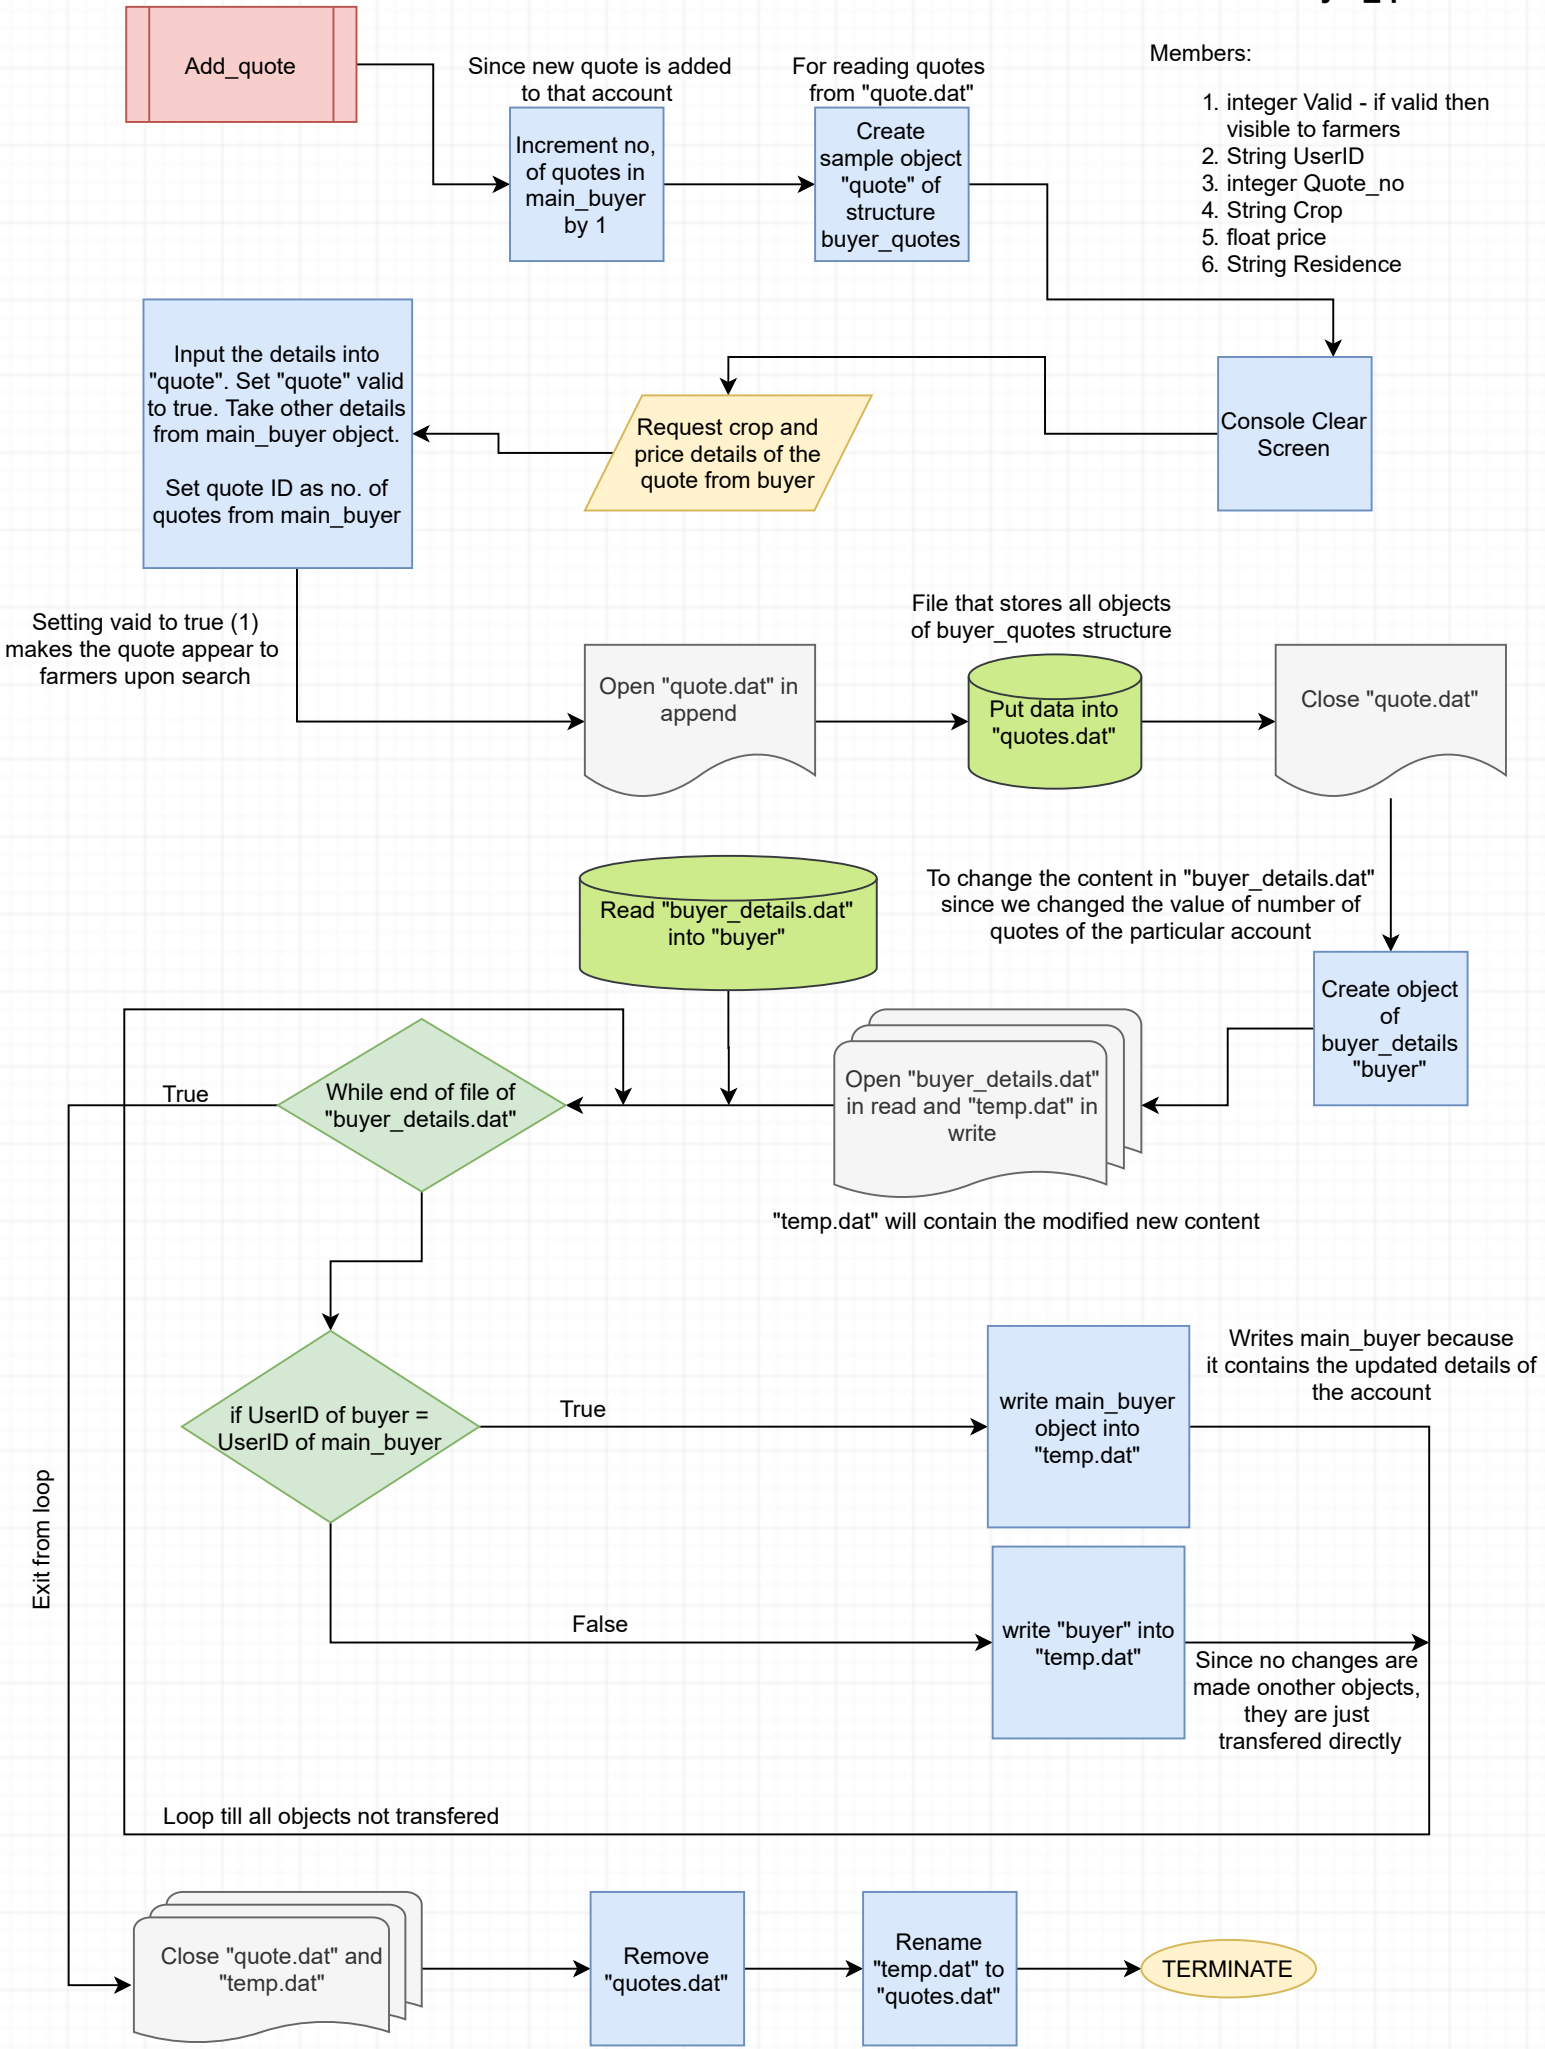 Add_quote
Since new quote is added
to that account
Increment no,
of quotes in
main_buyer
by 1
For reading quotes
from "quote.dat"
Create
sample object
"quote" of
structure
buyer_quotes
Members:
1. integer Valid - if valid then
visible to farmers
2. String UserID
3. integer Quote_no
4. String Crop
5. float price
6. String Residence
Console Clear
Screen
Request crop and
price details of the
quote from buyer
Input the details into
"quote". Set "quote" valid
to true. Take other details
from main_buyer object.
Set quote ID as no. of
quotes from main_buyer
Setting vaid to true (1)
makes the quote appear to
farmers upon search
Open "quote.dat" in
append
File that stores all objects
of buyer_quotes structure
Put data into
"quotes.dat"
Close "quote.dat"
To change the content in "buyer_details.dat"
since we changed the value of number of
quotes of the particular account
Create object
of
buyer_details
"buyer"
Read "buyer_details.dat"
into "buyer"
Open "buyer_details.dat"
in read and "temp.dat" in
write
"temp.dat" will contain the modified new content
While end of file of
"buyer_details.dat"
True
if UserID of buyer =
UserID of main_buyer
True
write main_buyer
object into
"temp.dat"
Writes main_buyer because
it contains the updated details of
the account
Exit from loop
False
write "buyer" into
"temp.dat"
Since no changes are
made onother objects,
they are just
transfered directly
Loop till all objects not transfered
Close "quote.dat" and
"temp.dat"
Remove
"quotes.dat"
Rename
"temp.dat" to
"quotes.dat"
TERMINATE